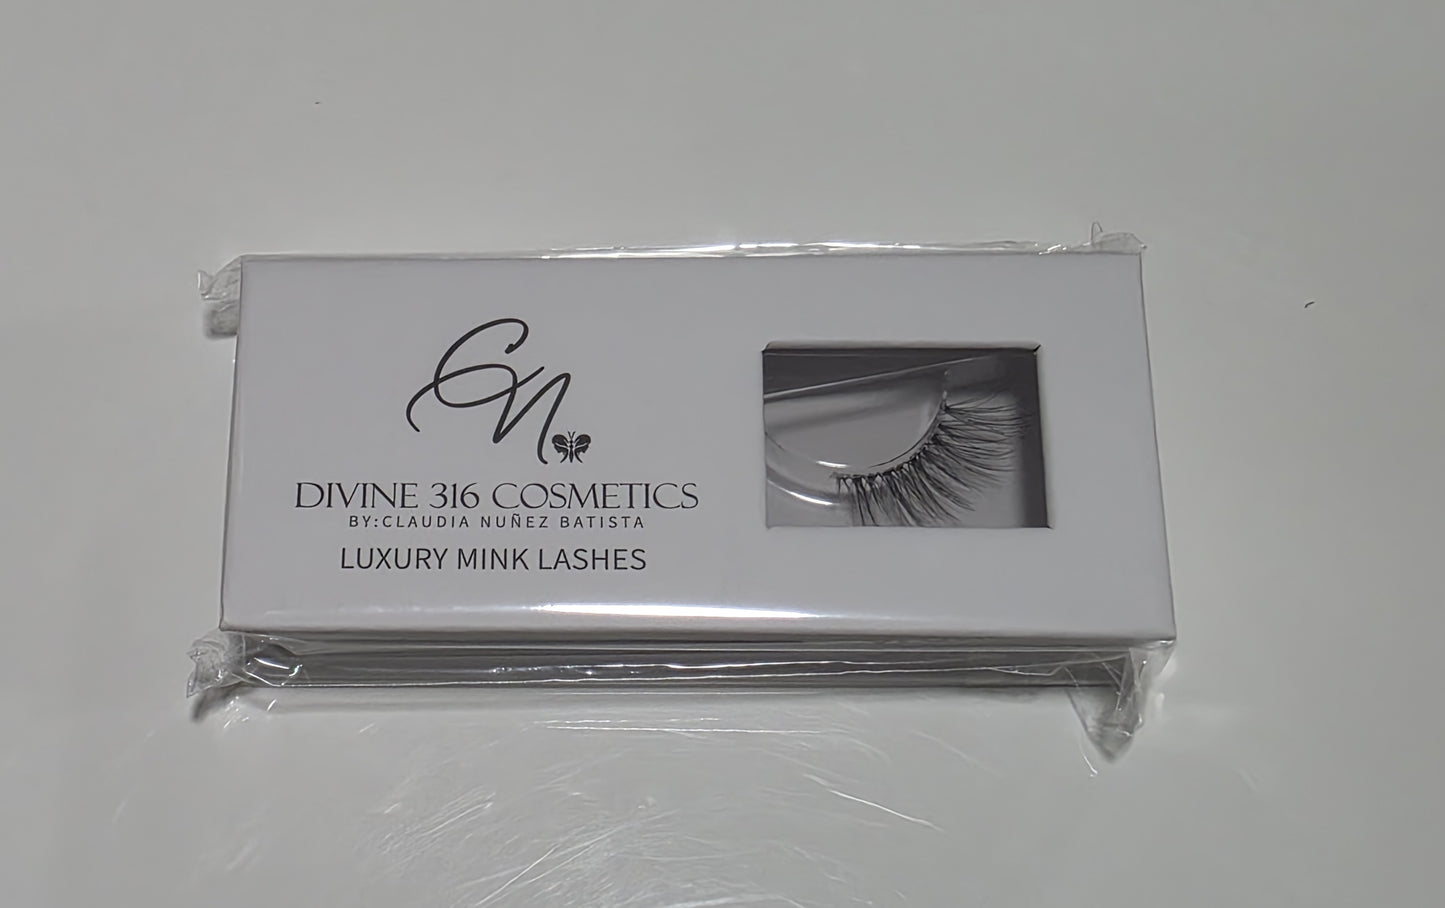 CN
DIVINE 316 COSMETICS
BY:CLAUDIA NUÑEZ BATISTA
LUXURY MINK LASHES